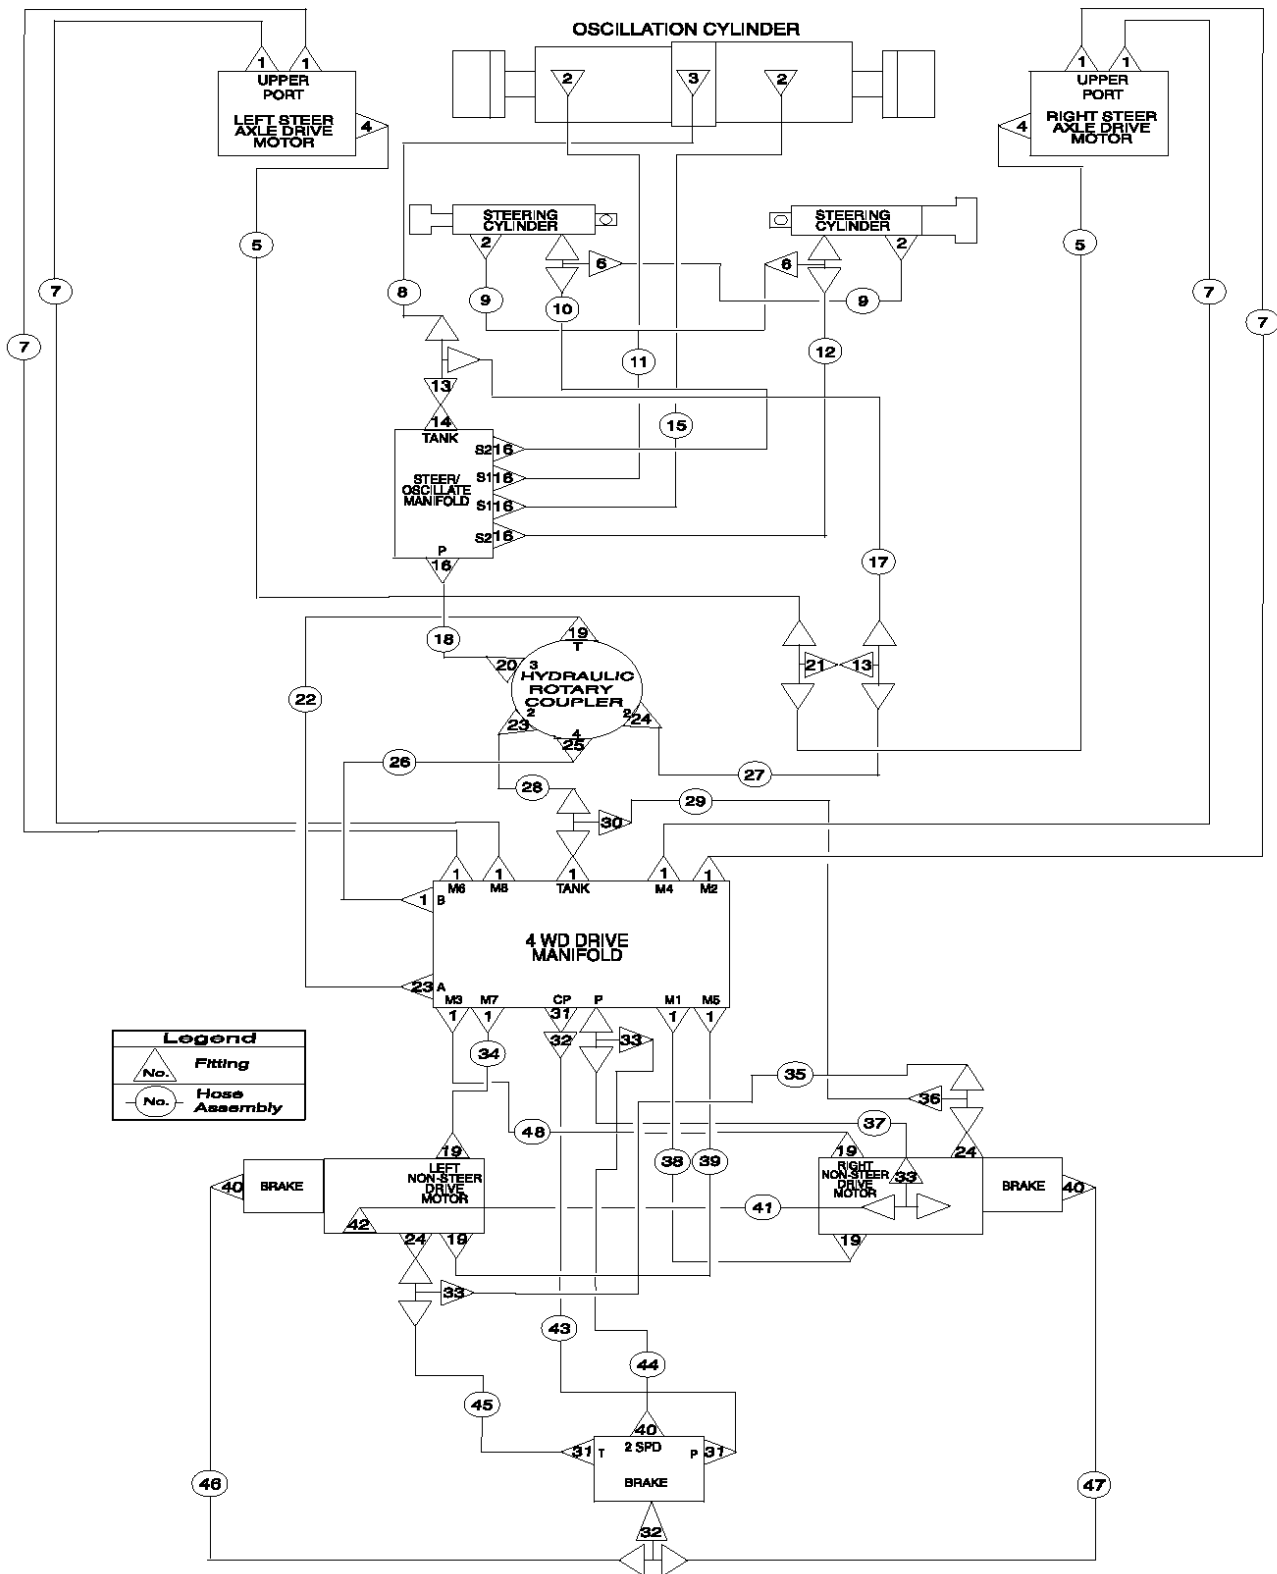 OSCILLATION CYLINDER
1
1
UPPER
PORT
LEFT STEER
AXLE DRIVE
MOTOR
4
2
3
2
1
1
UPPER
PORT
RIGHT STEER
AXLE DRIVE
MOTOR
4
STEERING
CYLINDER
2
6
STEERING
CYLINDER
2
6
5
5
7
7
7
7
8
9
10
9
11
12
13
14
TANK
15
STEER/
OSCILLATE
MANIFOLD
S2 16
S1 16
S1 16
S2 16
P
16
17
18
19
T
20
3
HYDRAULIC
ROTARY
COUPLER
2
23
2
24
4
25
21
13
22
26
27
28
29
30
1
M6
1
M8
1
TANK
1
M4
1
M2
1 B
4 WD DRIVE
MANIFOLD
23 A
M3
1
M7
1
CP
31
32
P
33
M1
1
M5
1
Legend
No. Fitting
No. Hose
Assembly
34
35
36
37
48
38
39
19
LEFT
NON-STEER
DRIVE
MOTOR
BRAKE
40
42
24
19
33
41
19
RIGHT
NON-STEER
DRIVE
MOTOR
33
24
BRAKE
40
19
43
44
45
40
2 SPD
31 T
P 31
BRAKE
32
46
47